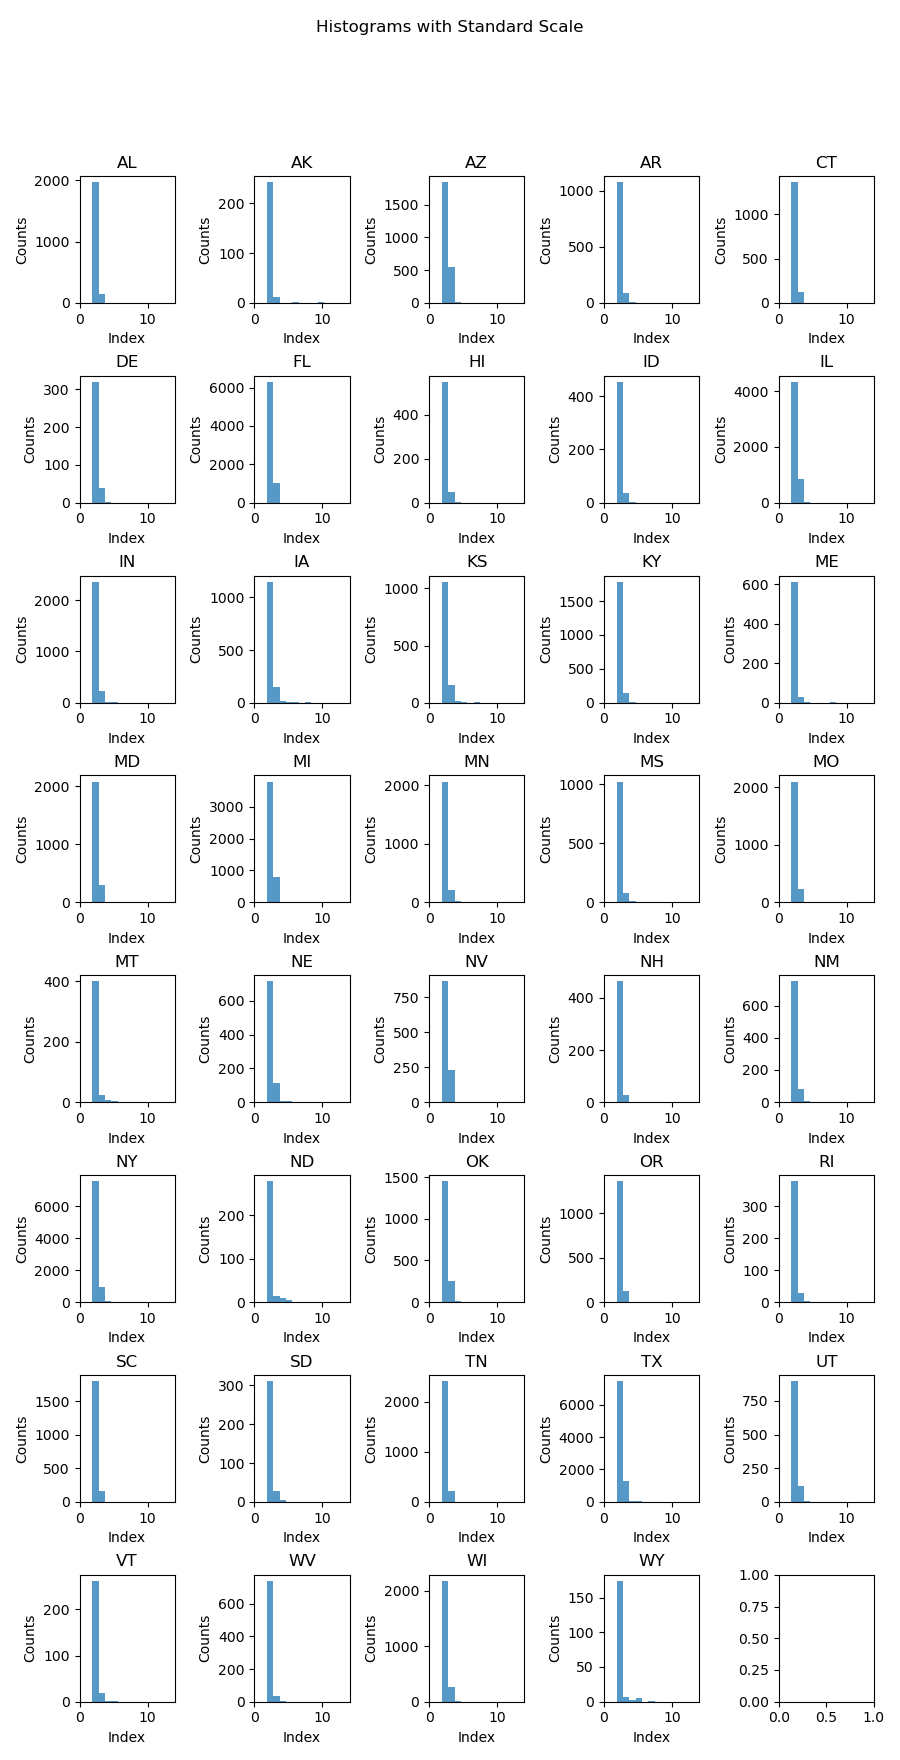 Histograms with Standard Scale
AL AK AZ AR CT
2000 1000 0 Counts 0 10 Index
200 100 0 Counts 0 10 Index
1500 1000 500 0 Counts 0 10 Index
1000 500 0 Counts 0 10 Index
1000 500 0 Counts 0 10 Index
DE FL HI ID IL
300 200 100 0 Counts 0 10 Index
6000 4000 2000 0 Counts 0 10 Index
400 200 0 Counts 0 10 Index
400 200 0 Counts 0 10 Index
4000 2000 0 Counts 0 10 Index
IN IA KS KY ME
2000 1000 0 Counts 0 10 Index
1000 500 0 Counts 0 10 Index
1000 500 0 Counts 0 10 Index
1500 1000 500 0 Counts 0 10 Index
600 400 200 0 Counts 0 10 Index
MD MI MN MS MO
2000 1000 0 Counts 0 10 Index
3000 2000 1000 0 Counts 0 10 Index
2000 1000 0 Counts 0 10 Index
1000 500 0 Counts 0 10 Index
2000 1000 0 Counts 0 10 Index
MT NE NV NH NM
400 200 0 Counts 0 10 Index
600 400 200 0 Counts 0 10 Index
750 500 250 0 Counts 0 10 Index
400 200 0 Counts 0 10 Index
600 400 200 0 Counts 0 10 Index
NY ND OK OR RI
6000 4000 2000 0 Counts 0 10 Index
200 100 0 Counts 0 10 Index
1500 1000 500 0 Counts 0 10 Index
1000 500 0 Counts 0 10 Index
300 200 100 0 Counts 0 10 Index
SC SD TN TX UT
1500 1000 500 0 Counts 0 10 Index
300 200 100 0 Counts 0 10 Index
2000 1000 0 Counts 0 10 Index
6000 4000 2000 0 Counts 0 10 Index
750 500 250 0 Counts 0 10 Index
VT WV WI WY
200 100 0 Counts 0 10 Index
600 400 200 0 Counts 0 10 Index
2000 1000 0 Counts 0 10 Index
150 100 50 0 Counts 0 10 Index
1.00 0.75 0.50 0.25 0.00 0.0 0.5 1.0